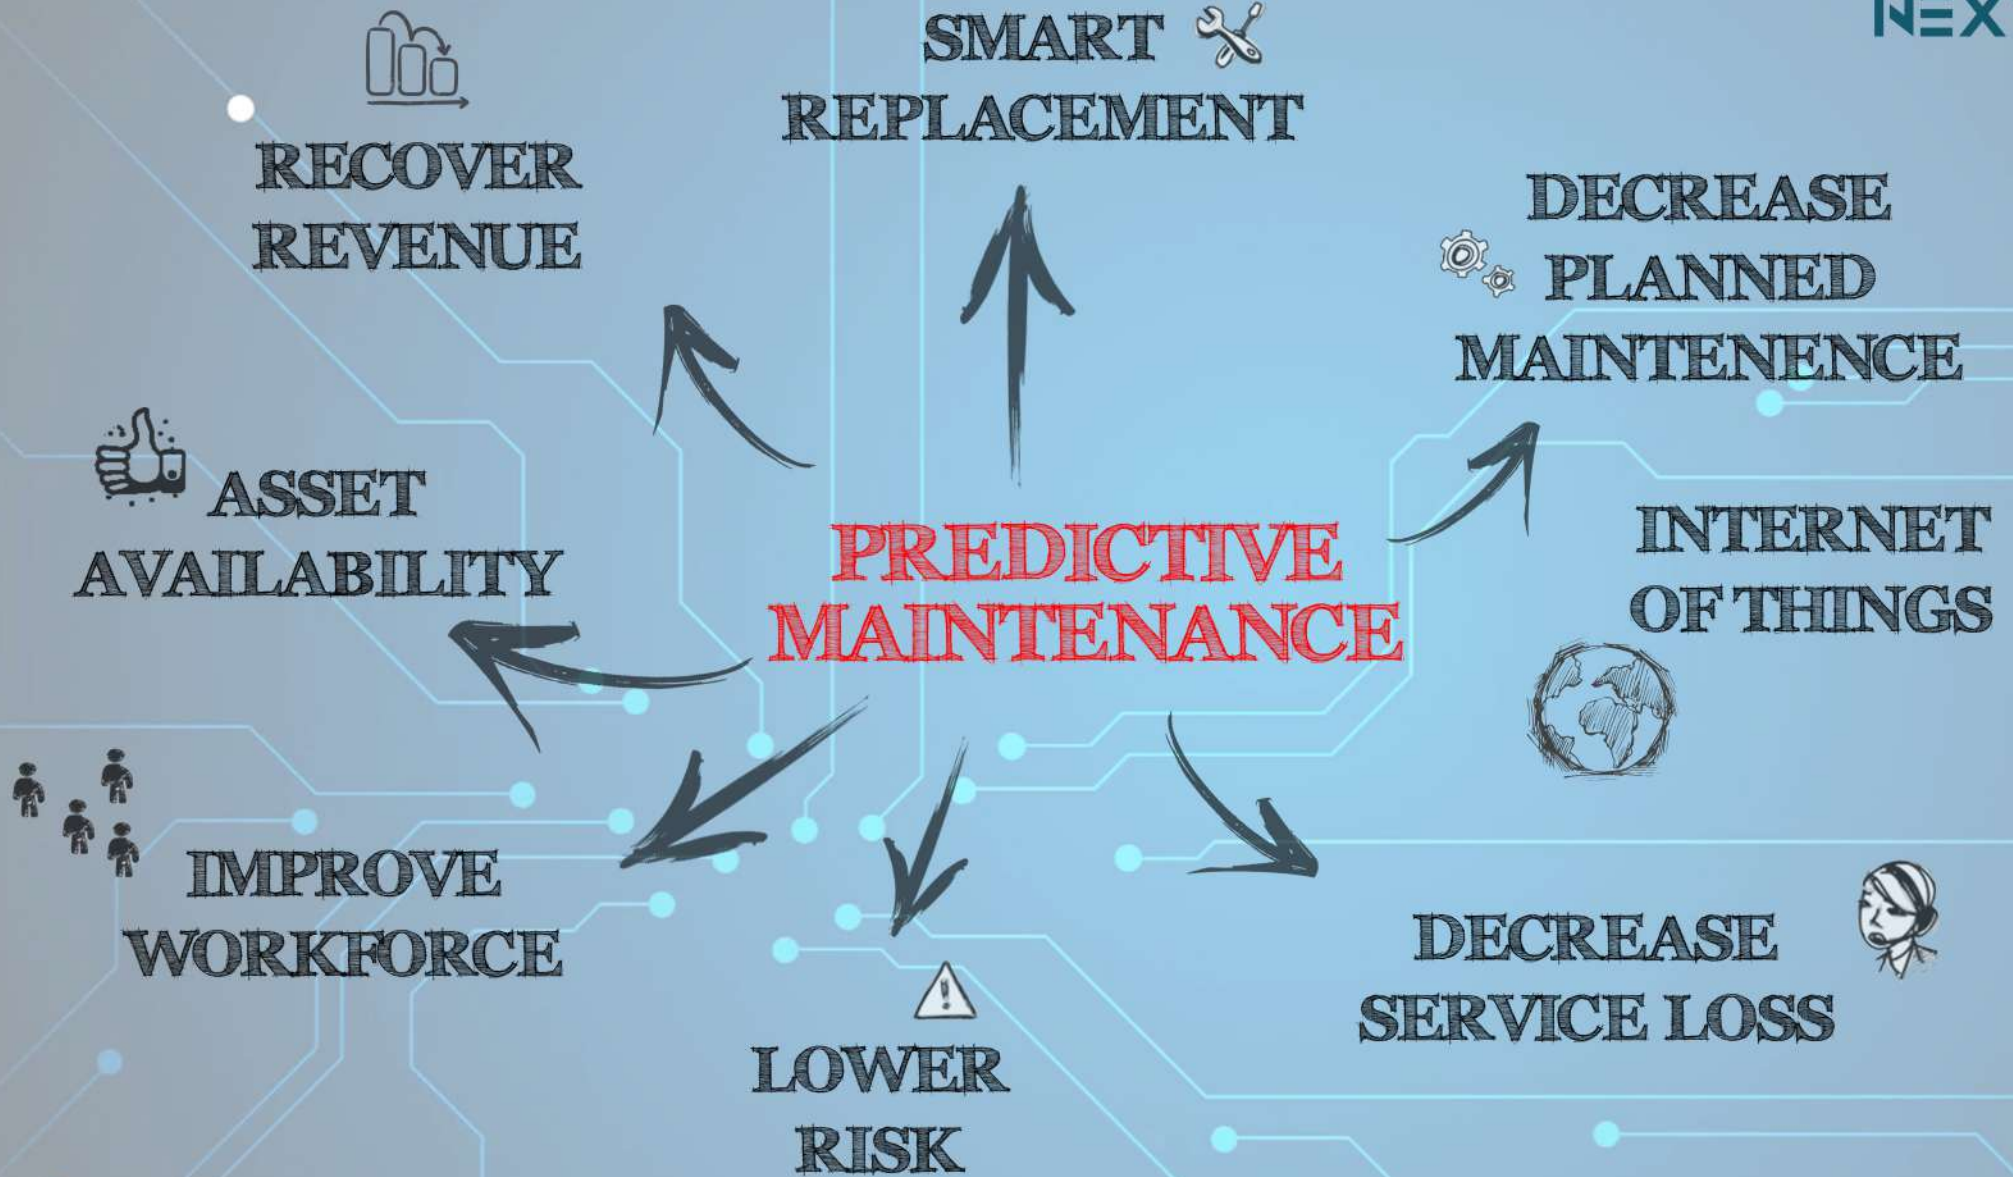 NEX
SMART
REPLACEMENT
RECOVER
REVENUE
DECREASE
PLANNED
MAINTENENCE
ASSET
AVAILABILITY
PREDICTIVE
MAINTENANCE
INTERNET
OF THINGS
IMPROVE
WORKFORCE
DECREASE
SERVICE LOSS
LOWER
RISK